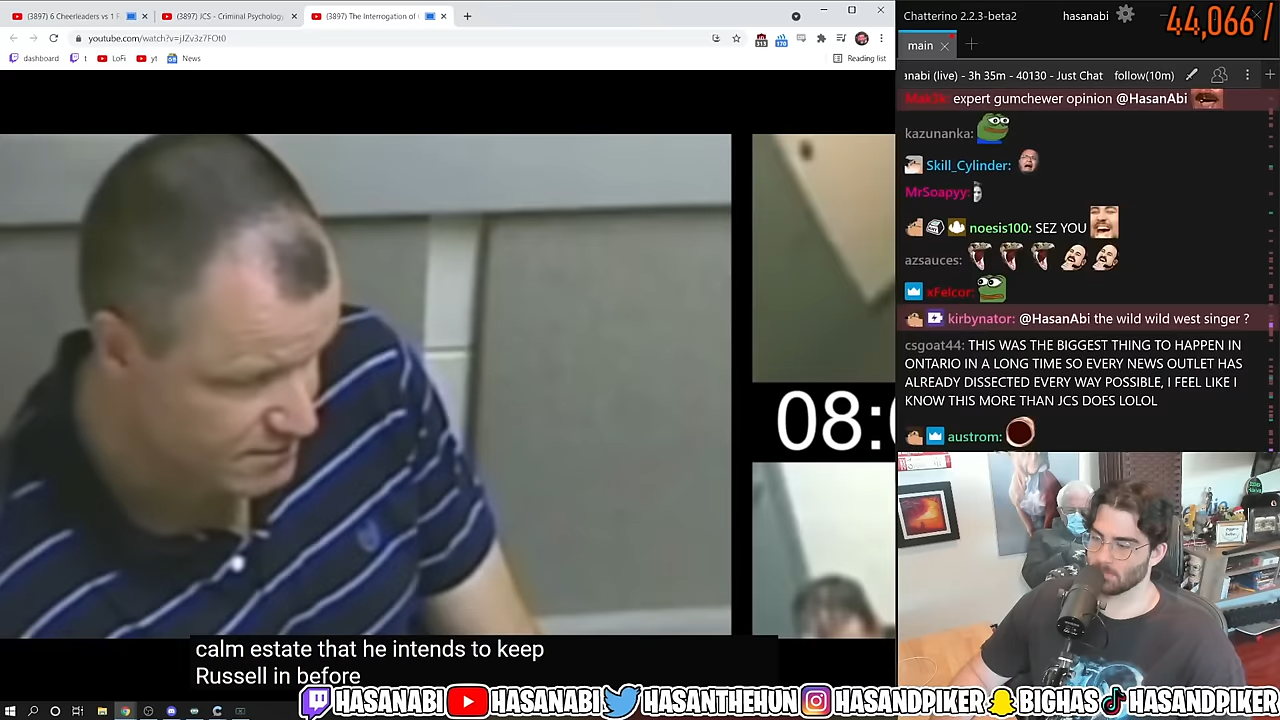 (3897) 6 Cheerleaders vs 1 F
(3897) JCS - Criminal Psychology
(3897) The Interrogation of
youtube.com/watch?v=jJZv3z7FOt0
313
170
dashboard
t
LoFi
yt
News
Reading list
08:0
calm estate that he intends to keep
Russell in before
Chatterino 2.2.3-beta2
hasanabi
44,066 /
main
anabi (live) - 3h 35m - 40130 - Just Chat
follow(10m)
expert gumchewer opinion @HasanAbi
kazunanka:
Skill_Cylinder:
MrSoapyy:
noesis100: SEZ YOU
azsauces:
xFelcor:
kirbynator: @HasanAbi the wild wild west singer ?
csgoat44: THIS WAS THE BIGGEST THING TO HAPPEN IN
ONTARIO IN A LONG TIME SO EVERY NEWS OUTLET HAS
ALREADY DISSECTED EVERY WAY POSSIBLE, I FEEL LIKE I
KNOW THIS MORE THAN JCS DOES LOLOL
austrom:
HASANABI
HASANABI
HASANTHEHUN
HASANDPIKER
BIGHAS
HASANDPIKER